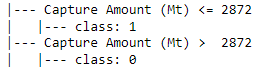 |--- Capture Amount (Mt) <= 2872
|   |--- class: 1
|--- Capture Amount (Mt) >  2872
|   |--- class: 0